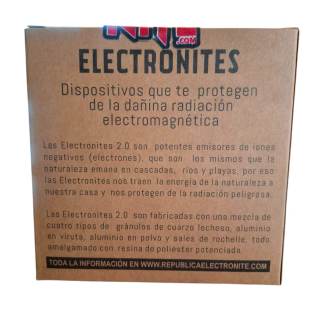 NITE
.COM
ELECTRONITES
Dispositivos que te protegen
de la dañina radiación
electromagnética
Las Electronites 2.0 son potentes emisores de iones
negativos (electrones), que son los mismos que la
naturaleza emana en cascadas, ríos y playas, por eso
las Electronites nos traen la energía de la naturaleza a
nuestra casa y nos protegen de la radiación peligrosa.
Las Electronites 2.0 son fabricadas con una mezcla de
cuatro tipos de gránulos de cuarzo lechoso, aluminio
en viruta, aluminio en polvo y sales de rochelle, todo
amalgamado con resina de poliéster potenciado.
TODA LA INFORMACIÓN EN WWW.REPUBLICAELECTRONITE.COM